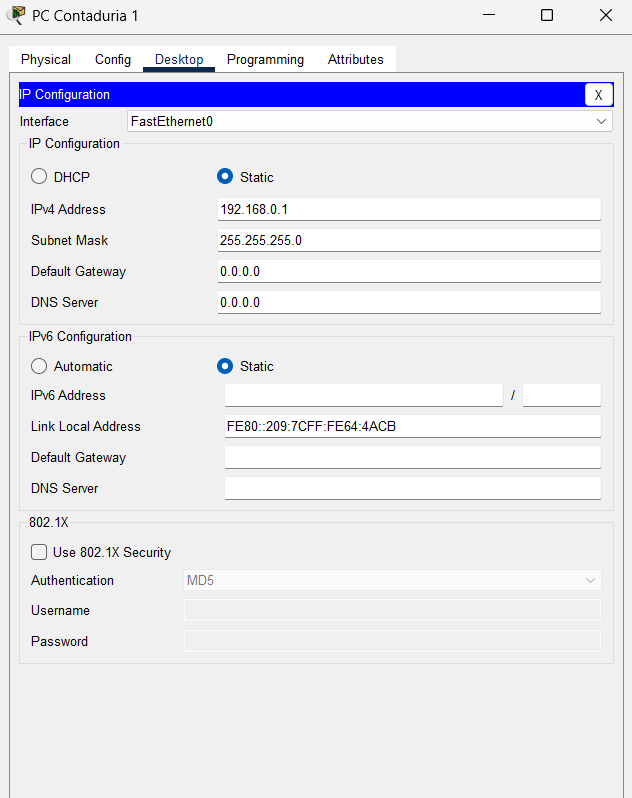 PC Contaduria 1
Physical Config Desktop Programming Attributes
IP Configuration X
Interface FastEthernet0
IP Configuration
DHCP Static
IPv4 Address 192.168.0.1
Subnet Mask 255.255.255.0
Default Gateway 0.0.0.0
DNS Server 0.0.0.0
IPv6 Configuration
Automatic Static
IPv6 Address /
Link Local Address FE80::209:7CFF:FE64:4ACB
Default Gateway
DNS Server
802.1X
Use 802.1X Security
Authentication MD5
Username
Password